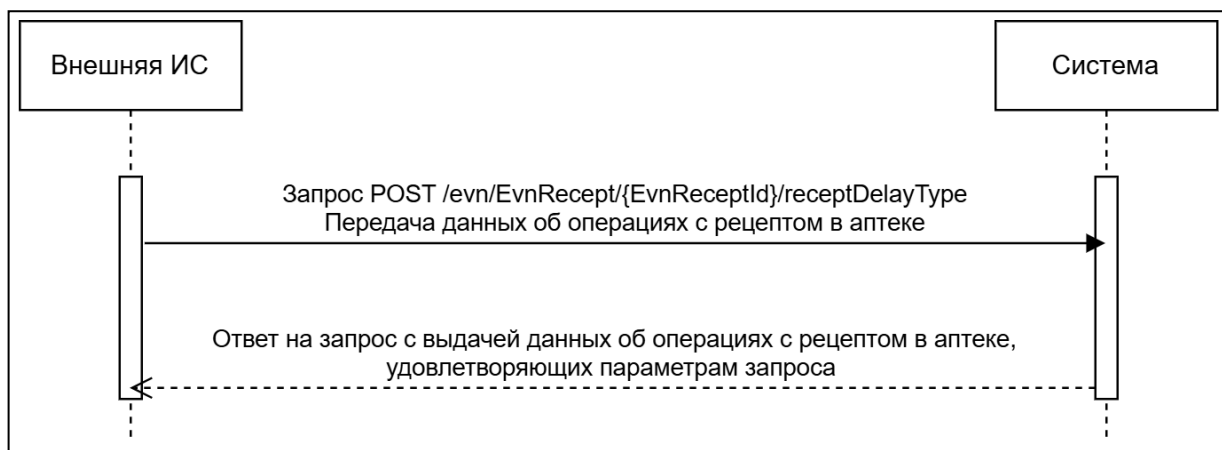 Внешняя ИС
Система
Запрос POST /evn/EvnRecept/{EvnReceptId}/receptDelayType
Передача данных об операциях с рецептом в аптеке
Ответ на запрос с выдачей данных об операциях с рецептом в аптеке,
удовлетворяющих параметрам запроса